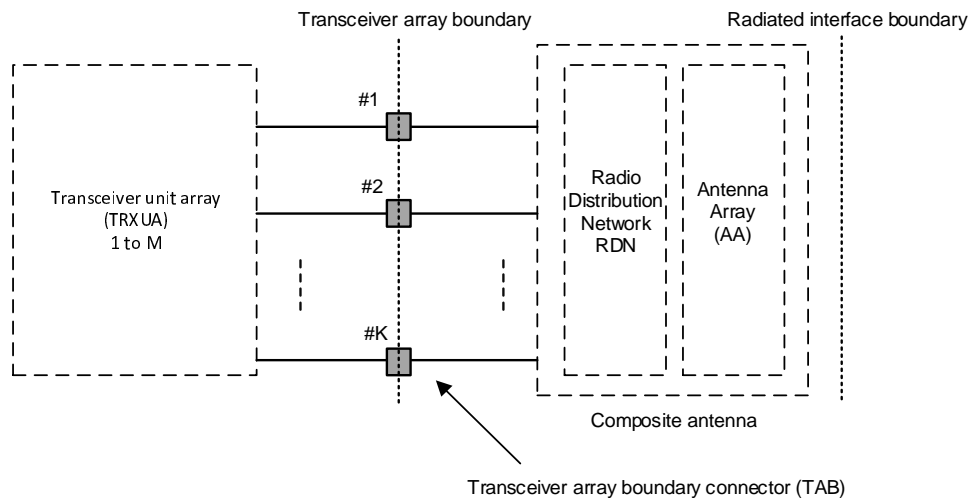 Transceiver array boundary
Radiated interface boundary
#1
#2
#K
Transceiver unit array
(TRXUA)
1 to M
Radio
Distribution
Network
RDN
Antenna
Array
(AA)
Composite antenna
Transceiver array boundary connector (TAB)